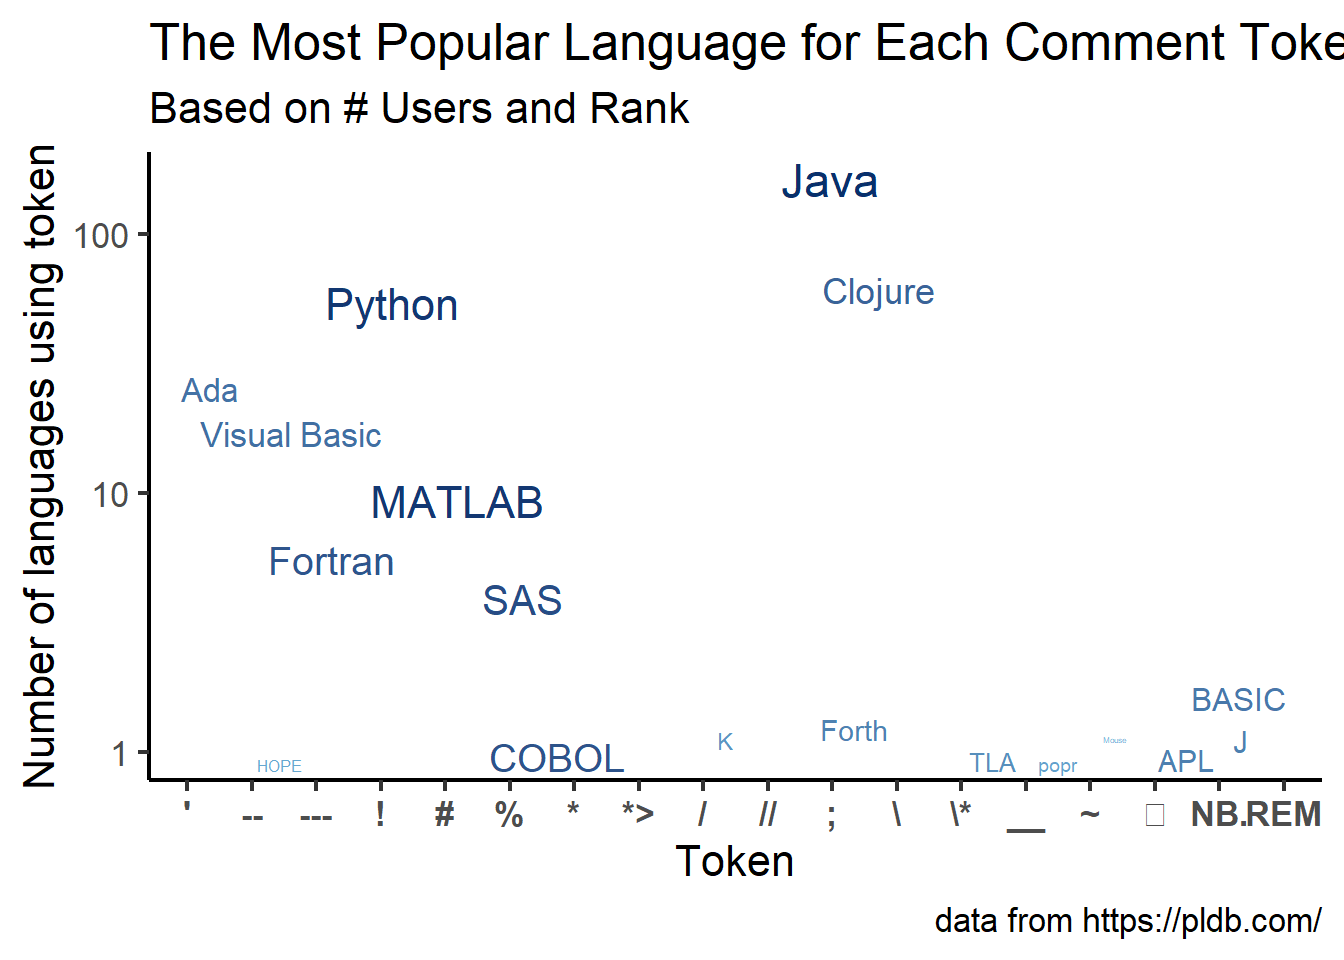 The Most Popular Language for Each Comment Toke
Based on # Users and Rank
Number of languages using token
100
10
1
Java
Clojure
Python
Ada
Visual Basic
MATLAB
Fortran
SAS
BASIC
Forth
K
Mouse
J
COBOL
HOPE
TLA
popr
APL
' -- --- ! # % * *> / // ; \ \* __ ~ NB. REM
Token
data from https://pldb.com/